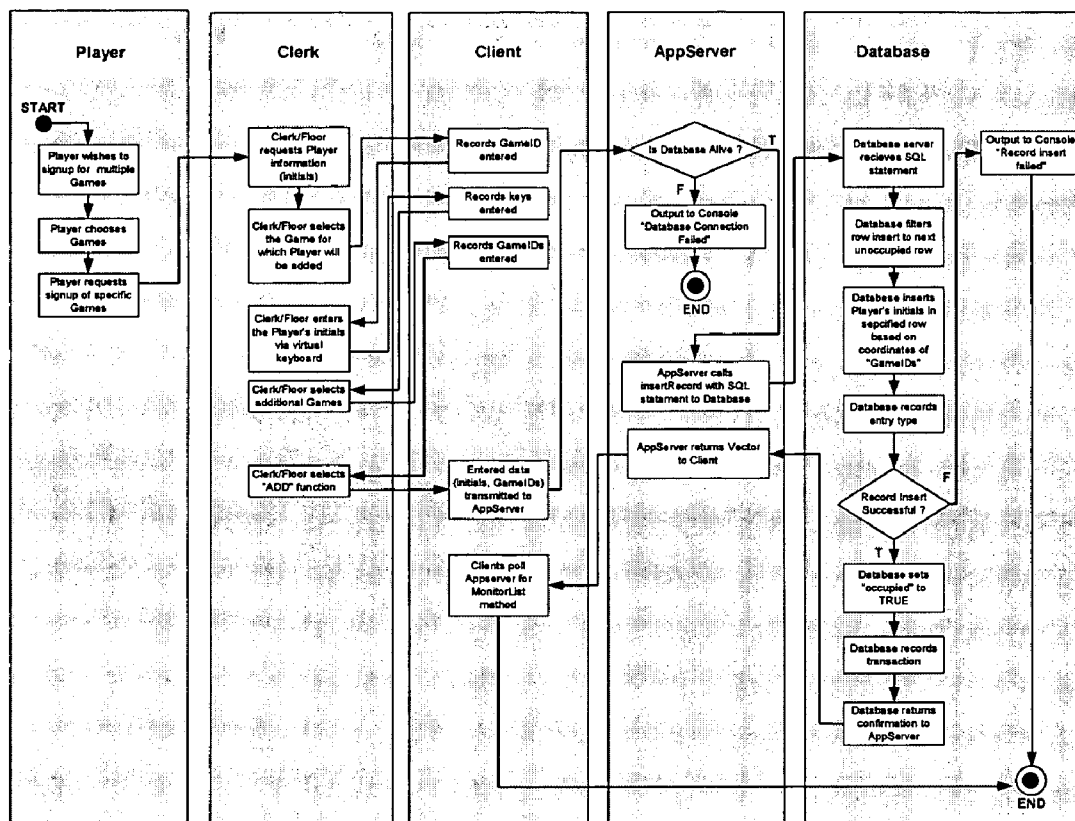 Player
Clerk
Client
AppServer
Database
START
Player wishes to
signup for multiple
Games
Player chooses
Games
Player requests
signup of specific
Games
Clerk/Floor
requests Player
information
(initials)
Clerk/Floor selects
the Game for
which Player will
be added
Clerk/Floor enters
the Player's initials
via virtual
keyboard
Clerk/Floor selects
additional Games
Clerk/Floor selects
"ADD" function
Records GameID
entered
Records keys
entered
Records GameIDs
entered
Entered data
(initials, GameIDs)
transmitted to
AppServer
Clients poll
Appserver for
MonitorList
method
Is Database Alive ?
T
F
Output to Console
"Database Connection
Failed"
END
AppServer calls
insertRecord with SQL
statement to Database
AppServer returns Vector
to Client
Database server
recieves SQL
statement
Database filters
row insert to next
unoccupied row
Database inserts
Player's initials in
sepcified row
based on
coordinates of
"GameIDs"
Database records
entry type
Record Insert
Successful ?
F
T
Database sets
"occupied" to
TRUE
Database records
transaction
Database returns
confirmation to
AppServer
Output to Console
"Record insert
failed"
END